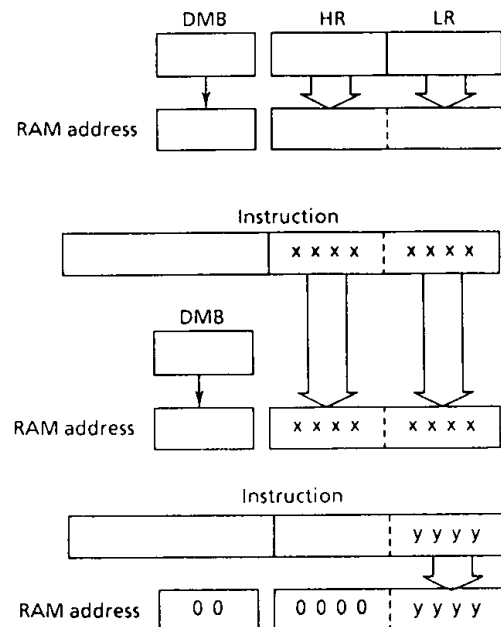 DMB HR LR
RAM address
Instruction
x x x x x x x x
DMB
RAM address x x x x x x x x
Instruction
y y y y
RAM address 0 0 0 0 0 0 y y y y